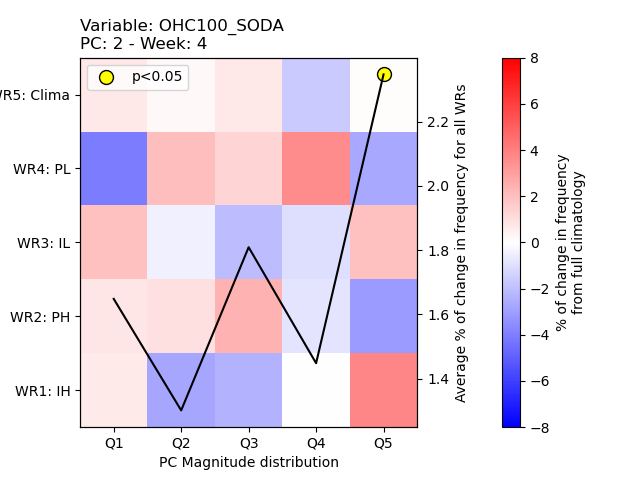 Variable: OHC100_SODA
PC: 2 - Week: 4
p<0.05
WR5: Clima
WR4: PL
WR3: IL
WR2: PH
WR1: IH
Q1 Q2 Q3 Q4 Q5
PC Magnitude distribution
2.2
2.0
1.8
1.6
1.4
Average % of change in frequency for all WRs
8
6
4
2
0
−2
−4
−6
−8
% of change in frequency
from full climatology